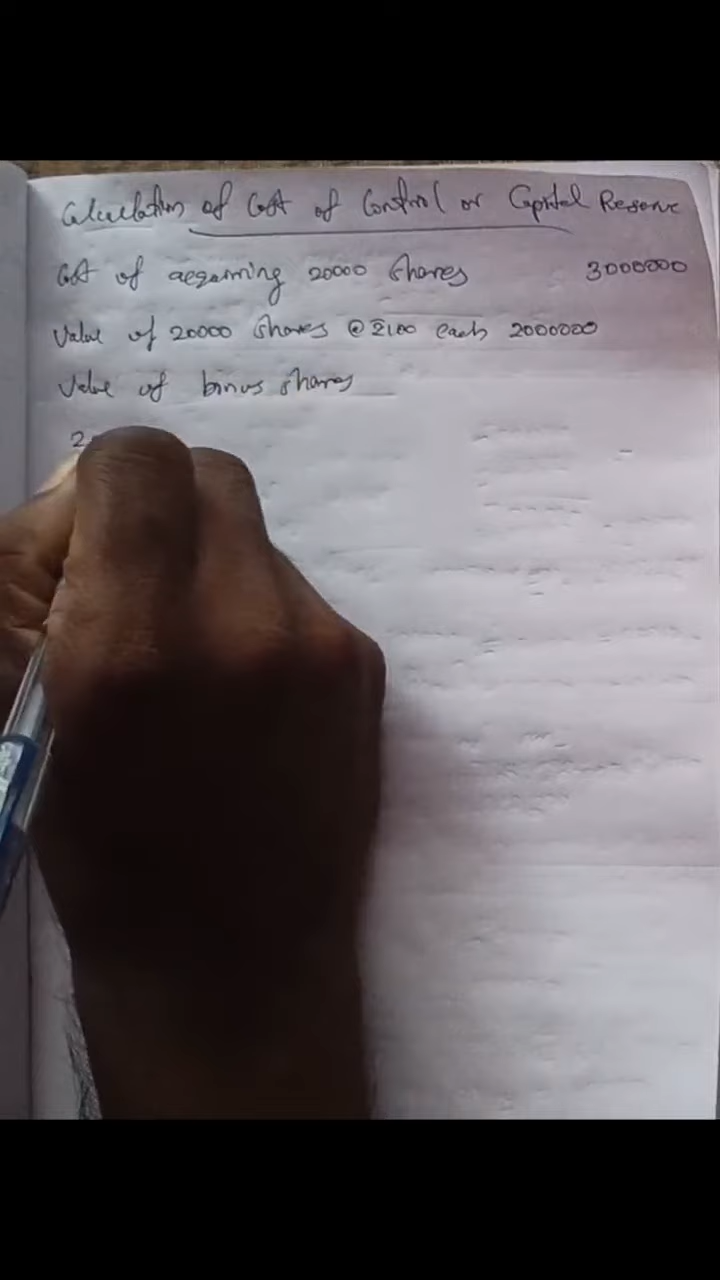 Calculation of Cost of Control or Capital Reserve
Cost of acquiring 20000 shares 3000000
Value of 20000 shares @ ₹100 each 2000000
Value of bonus shares
2